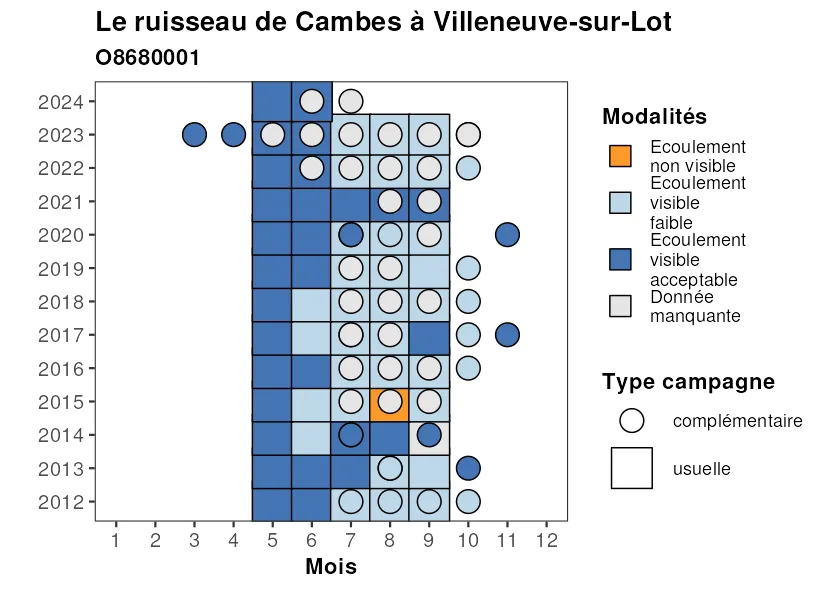 Le ruisseau de Cambes à Villeneuve-sur-Lot
O8680001
2024
2023
2022
2021
2020
2019
2018
2017
2016
2015
2014
2013
2012
1 2 3 4 5 6 7 8 9 10 11 12
Mois
Modalités
Ecoulement
non visible
Ecoulement
visible
faible
Ecoulement
visible
acceptable
Donnée
manquante
Type campagne
complémentaire
usuelle